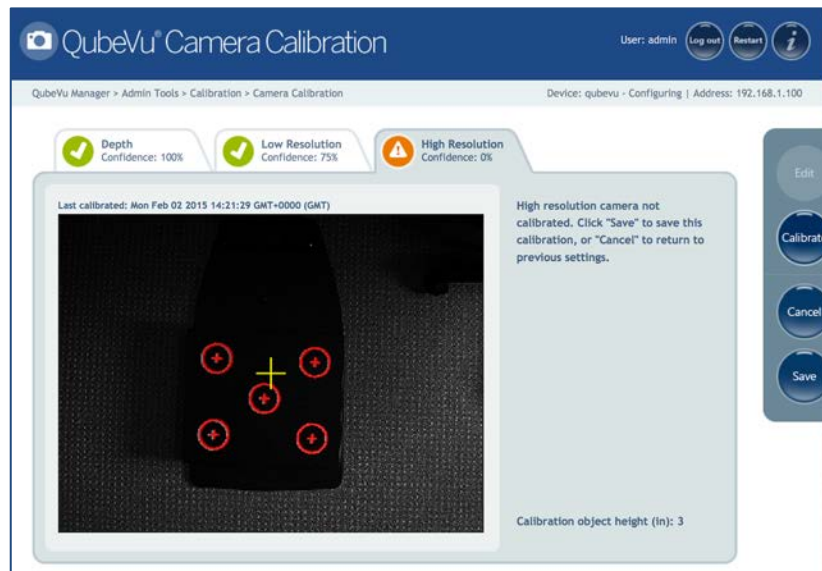 QubeVu® Camera Calibration
User: admin
Log out
Restart
i
QubeVu Manager > Admin Tools > Calibration > Camera Calibration
Device: qubevu - Configuring | Address: 192.168.1.100
Depth
Confidence: 100%
Low Resolution
Confidence: 75%
High Resolution
Confidence: 0%
Edit
Last calibrated: Mon Feb 02 2015 14:21:29 GMT+0000 (GMT)
High resolution camera not
calibrated. Click "Save" to save this
calibration, or "Cancel" to return to
previous settings.
Calibrat
Cancel
Save
Calibration object height (in): 3